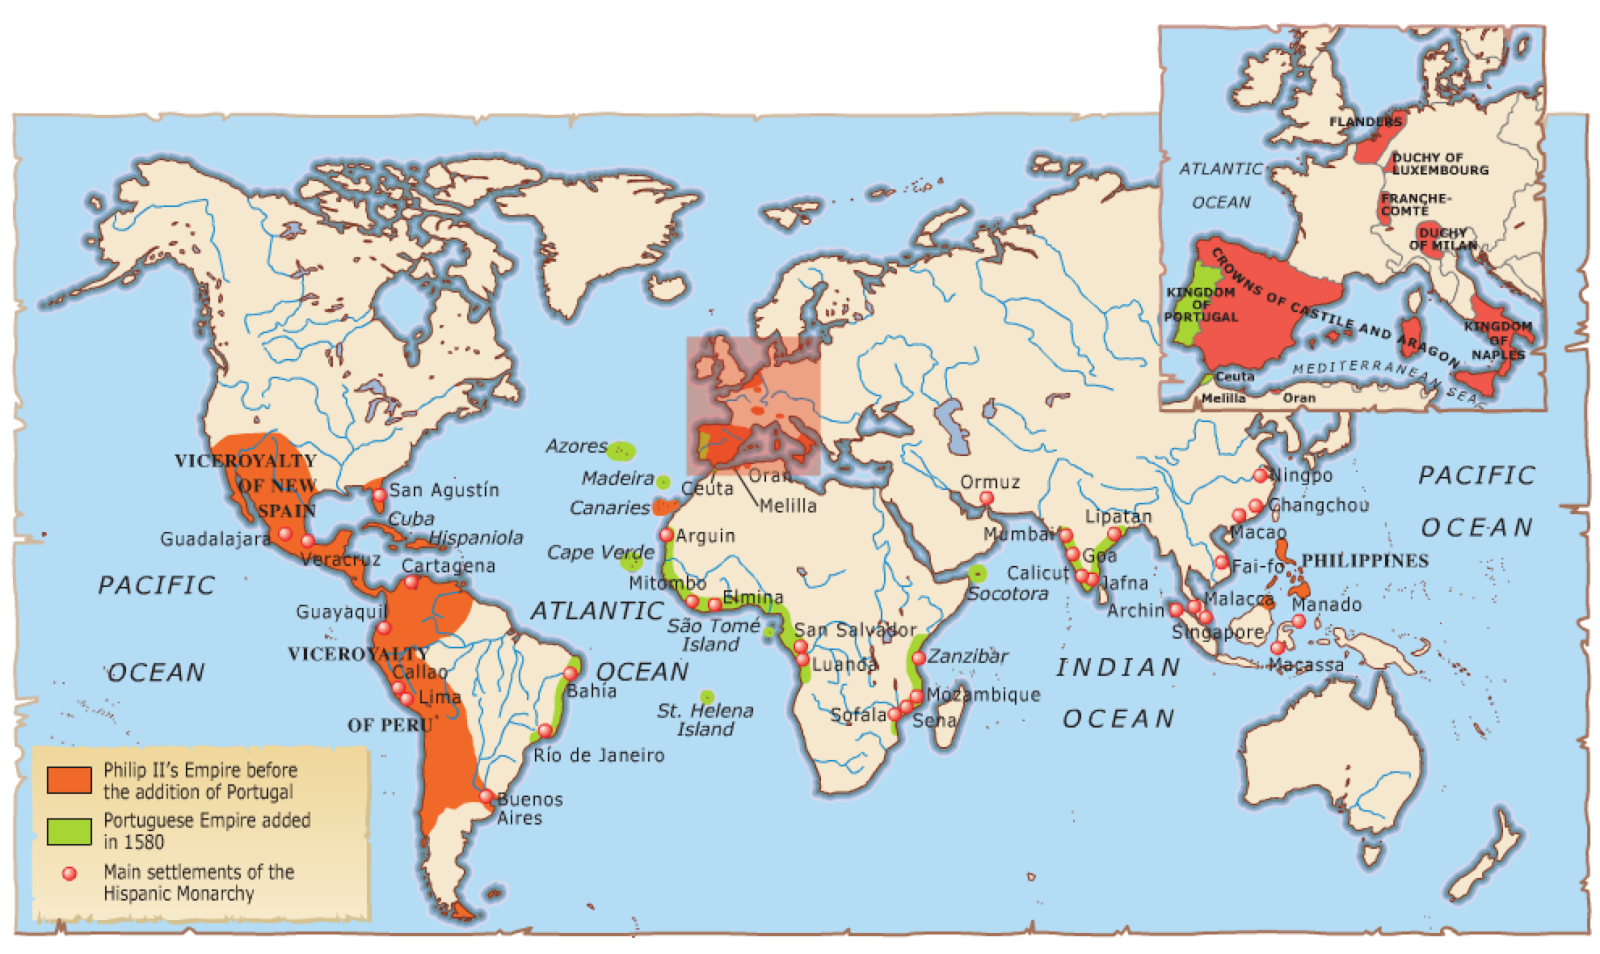 FLANDERS
DUCHY OF
LUXEMBOURG
ATLANTIC
OCEAN
FRANCHE-
COMTÉ
DUCHY
OF MILAN
CROWNS OF CASTILE AND ARAGON
KINGDOM
OF
PORTUGAL
KINGDOM
OF
NAPLES
MEDITERRANEAN SEA
Ceuta
Melilla
Oran
VICEROYALTY
OF NEW
SPAIN
San Agustín
Cuba
Hispaniola
Guadalajara
Veracruz
Cartagena
PACIFIC
OCEAN
Guayaquil
VICEROYALTY
Callao
Lima
OF PERU
Bahía
Río de Janeiro
Buenos
Aires
Azores
Madeira
Canaries
Ceuta
Oran
Melilla
Arguin
Cape Verde
Mitombo
Elmina
ATLANTIC
OCEAN
São Tomé
Island
San Salvador
Luanda
St. Helena
Island
Zanzibar
Mozambique
Sofala
Sena
Ormuz
Mumbai
Lipatan
Goa
Calicut
Jafna
Socotora
Archin
Malacca
Singapore
INDIAN
OCEAN
Ningpo
Changchou
Macao
Fai-fo
PHILIPPINES
Manado
Macassa
PACIFIC
OCEAN
Philip II's Empire before
the addition of Portugal
Portuguese Empire added
in 1580
Main settlements of the
Hispanic Monarchy